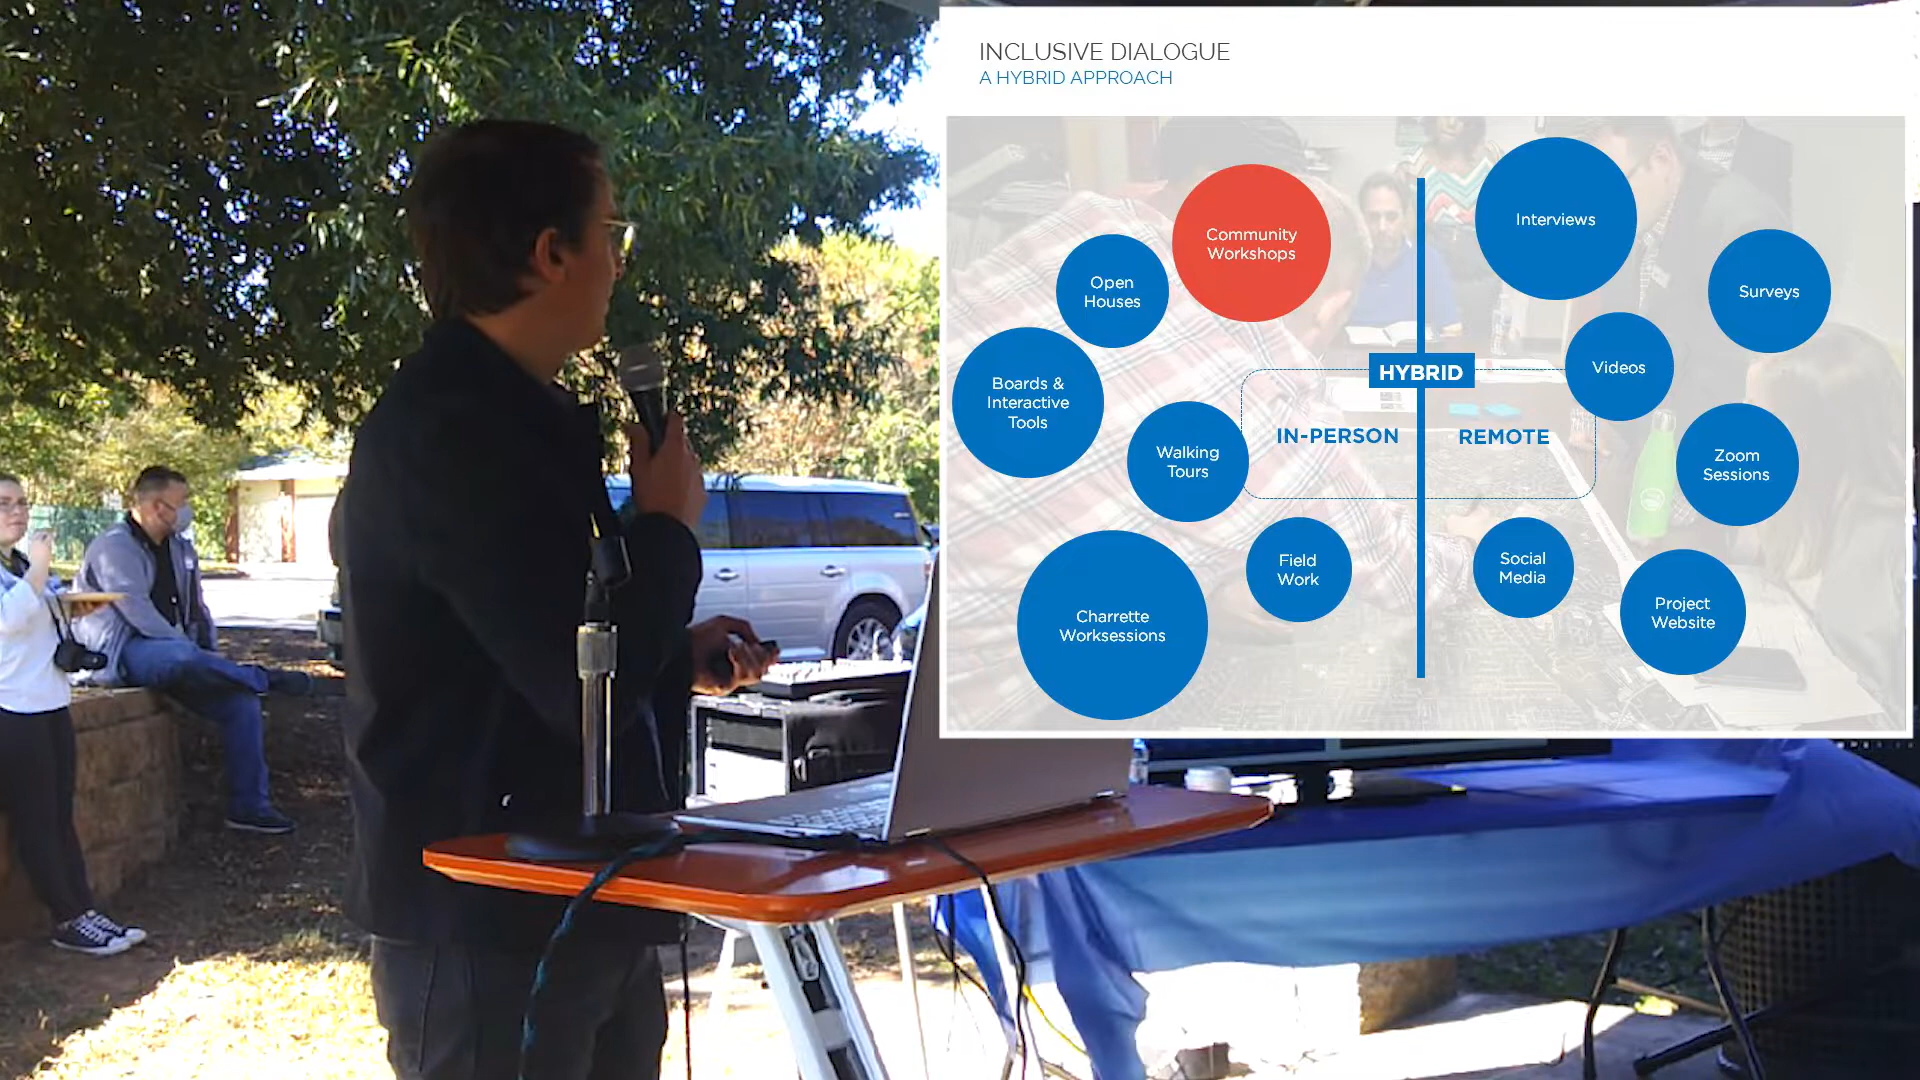 INCLUSIVE DIALOGUE
A HYBRID APPROACH
Community
Workshops
Open
Houses
Boards &
Interactive
Tools
Walking
Tours
Field
Work
Charrette
Worksessions
HYBRID
IN-PERSON
REMOTE
Interviews
Surveys
Videos
Zoom
Sessions
Social
Media
Project
Website